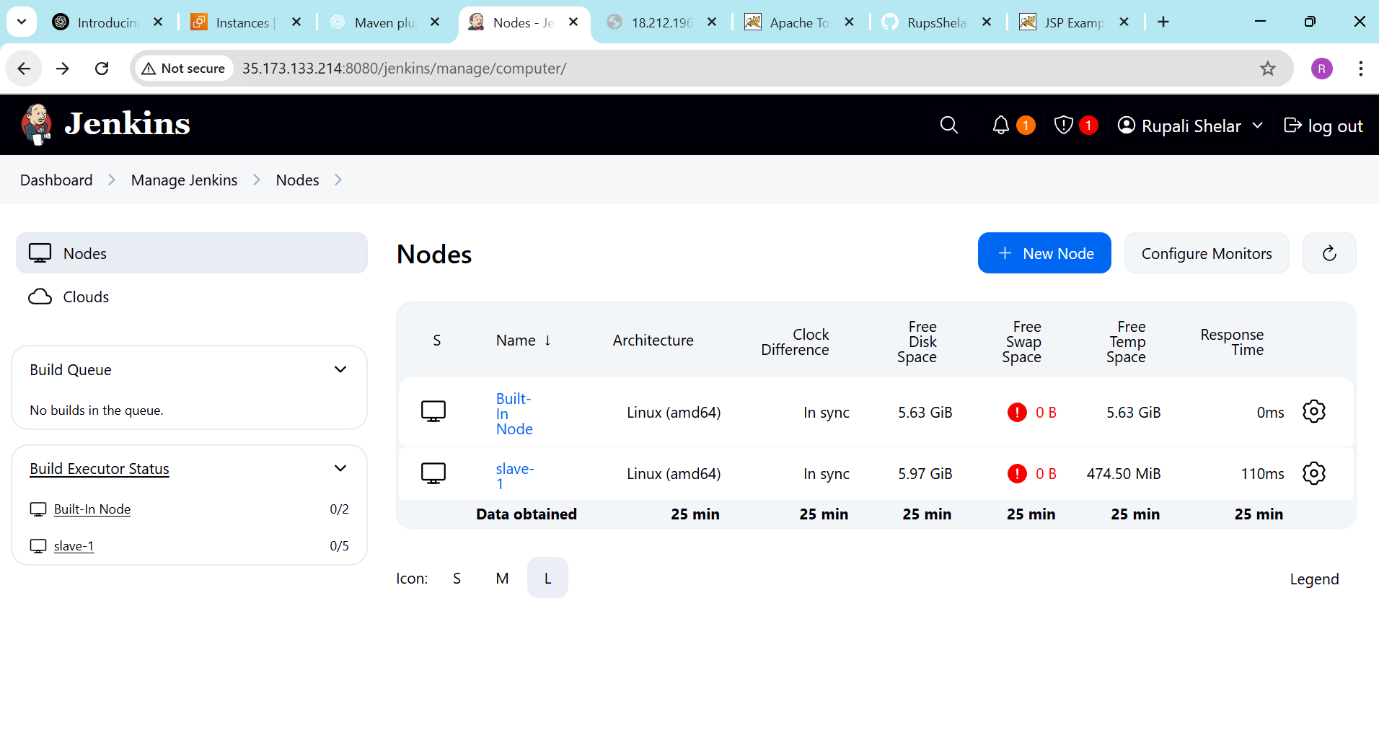 Introducin
Instances |
Maven plu
Nodes - Je
18.212.196
Apache To
RupsShela
JSP Examp
Not secure
35.173.133.214:8080/jenkins/manage/computer/
R
Jenkins
1
1
Rupali Shelar
log out
Dashboard
Manage Jenkins
Nodes
Nodes
Clouds
Build Queue
No builds in the queue.
Build Executor Status
Built-In Node 0/2
slave-1 0/5
Nodes
+ New Node
Configure Monitors
S Name ↓ Architecture Clock Difference Free Disk Space Free Swap Space Free Temp Space Response Time
Built-In Node Linux (amd64) In sync 5.63 GiB 0 B 5.63 GiB 0ms
slave-1 Linux (amd64) In sync 5.97 GiB 0 B 474.50 MiB 110ms
Data obtained 25 min 25 min 25 min 25 min 25 min 25 min
Icon: S M L
Legend